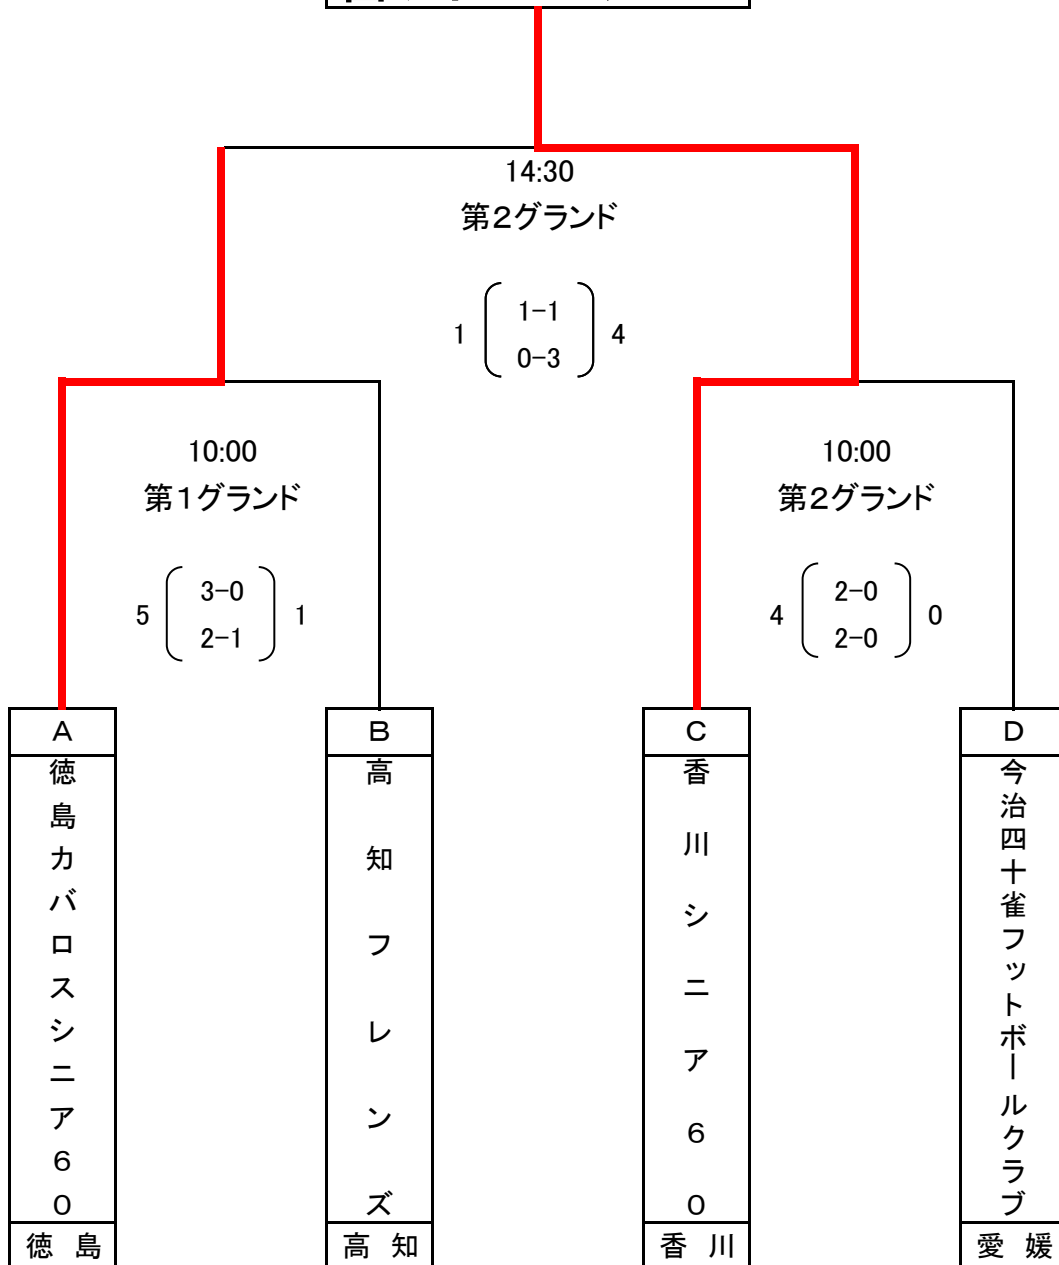 14:30
第2グランド
1 1-1 4
0-3
10:00
第1グランド
5 3-0 1
2-1
10:00
第2グランド
4 2-0 0
2-0
A
徳島カバロスシニア60
徳島
B
高知フレンズ
高知
C
香川シニア60
香川
D
今治四十雀フットボールクラブ
愛媛